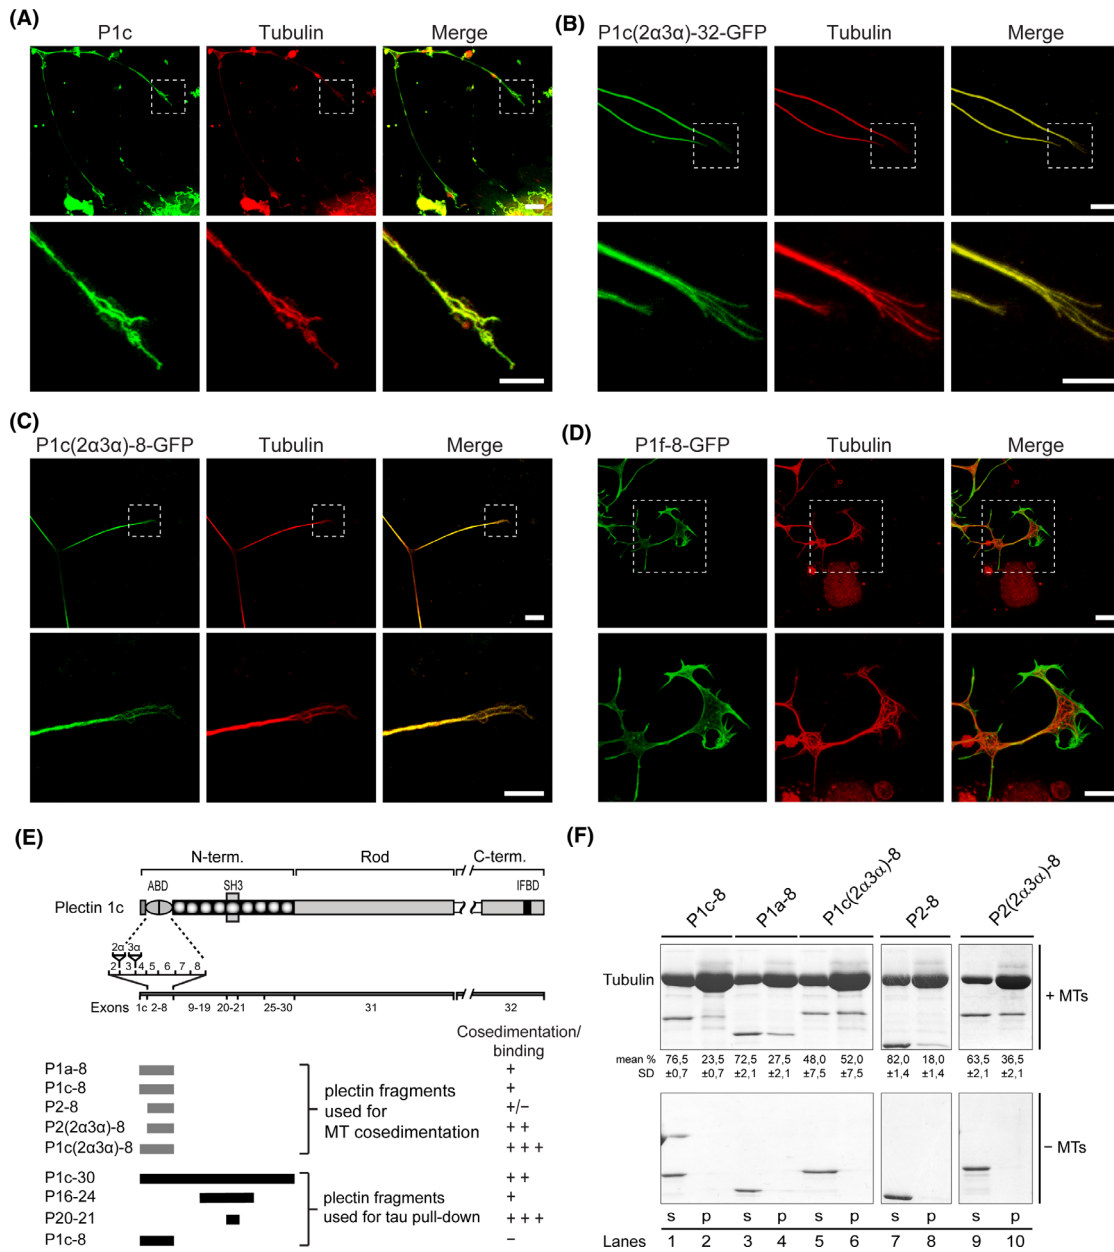 (A)
P1c Tubulin Merge
(B)
P1c(2α3α)-32-GFP Tubulin Merge
(C)
P1c(2α3α)-8-GFP Tubulin Merge
(D)
P1f-8-GFP Tubulin Merge
(E)
N-term. Rod C-term.
ABD SH3 IFBD
Plectin 1c
2α 3α
2 3 4 5 6 7 8
Exons 1c 2-8 9-19 20-21 25-30 31 32
Cosedimentation/
binding
P1a-8 +
P1c-8 +
P2-8 +/−
P2(2α3α)-8 + +
P1c(2α3α)-8 + + +
plectin fragments
used for
MT cosedimentation
P1c-30 + +
P16-24 +
P20-21 + + +
P1c-8 −
plectin fragments
used for tau pull-down
(F)
P1c-8 P1a-8 P1c(2α3α)-8 P2-8 P2(2α3α)-8
Tubulin
+ MTs
mean % 76,5 23,5 72,5 27,5 48,0 52,0 82,0 18,0 63,5 36,5
SD ±0,7 ±0,7 ±2,1 ±2,1 ±7,5 ±7,5 ±1,4 ±1,4 ±2,1 ±2,1
− MTs
s p s p s p s p s p
Lanes 1 2 3 4 5 6 7 8 9 10